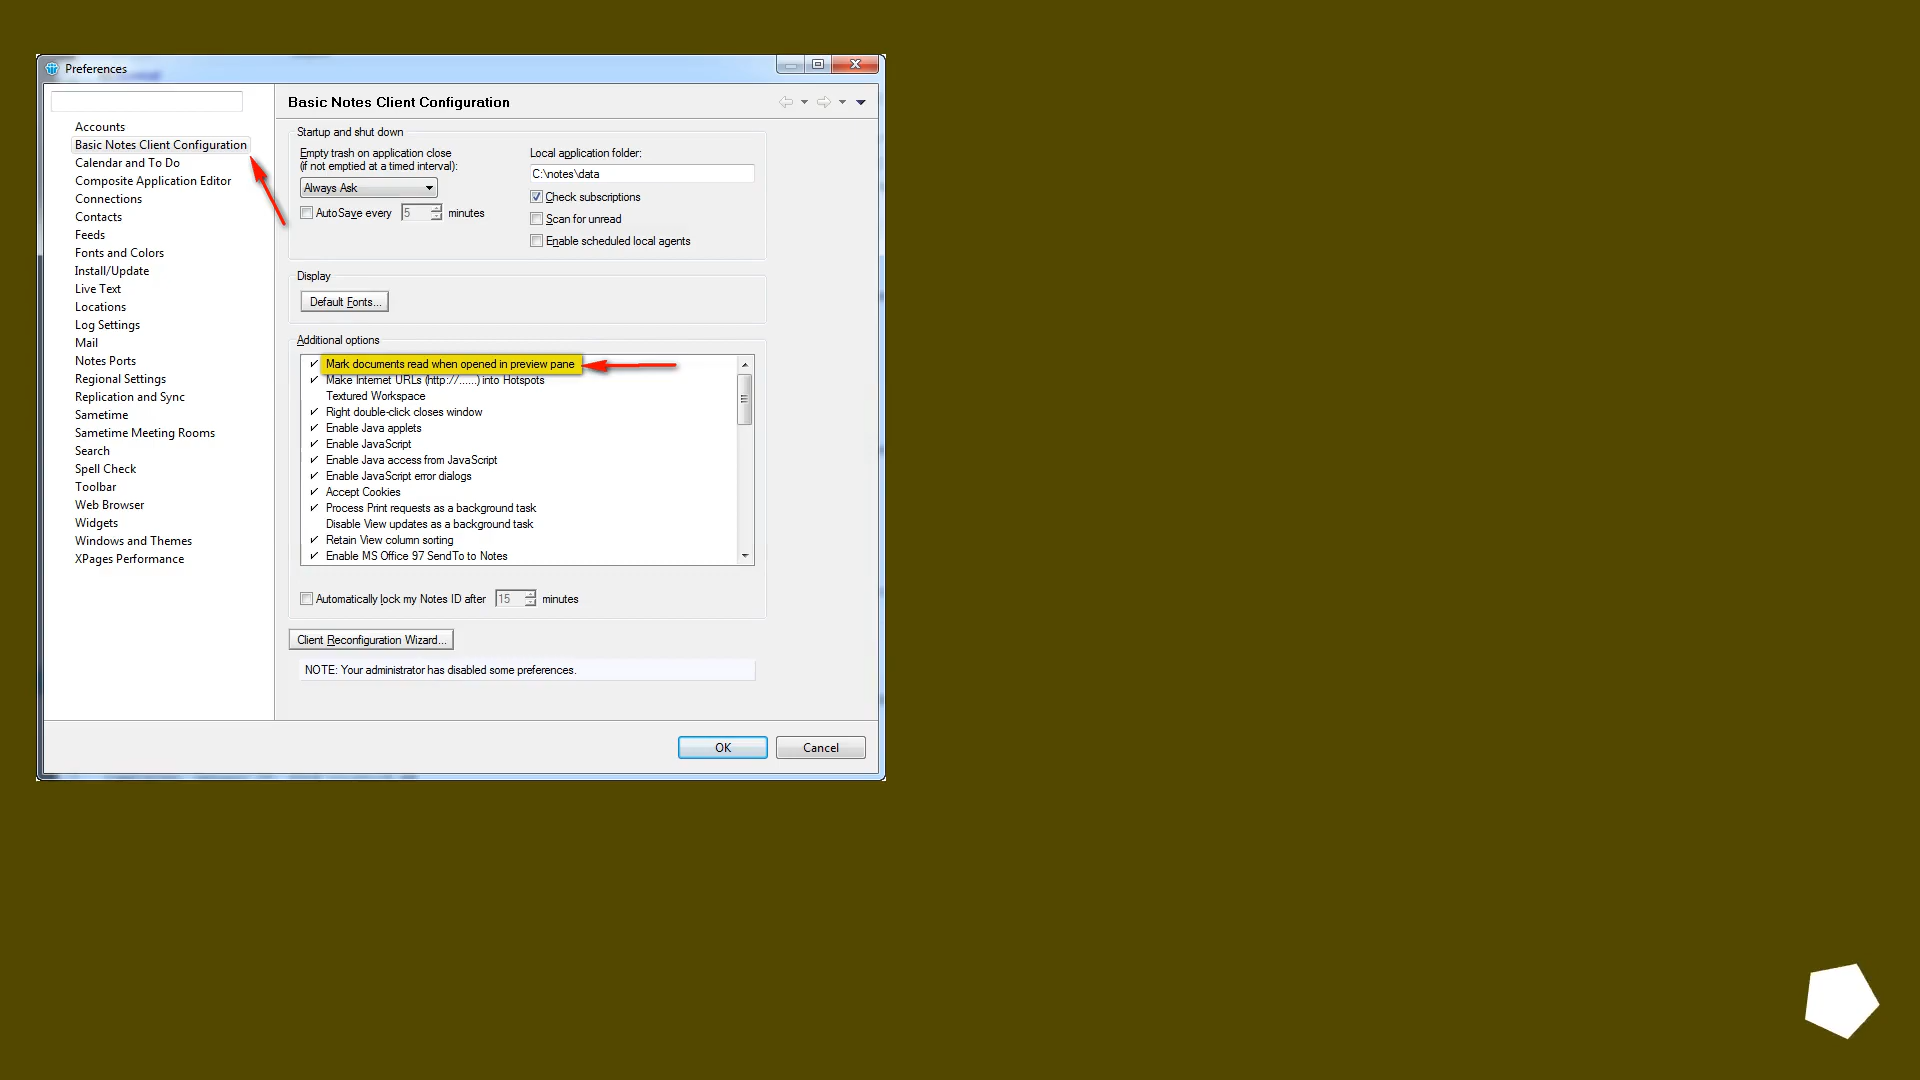 Preferences
Basic Notes Client Configuration
Accounts
Basic Notes Client Configuration
Calendar and To Do
Composite Application Editor
Connections
Contacts
Feeds
Fonts and Colors
Install/Update
Live Text
Locations
Log Settings
Mail
Notes Ports
Regional Settings
Replication and Sync
Sametime
Sametime Meeting Rooms
Search
Spell Check
Toolbar
Web Browser
Widgets
Windows and Themes
XPages Performance
Startup and shut down
Empty trash on application close
(if not emptied at a timed interval):
Always Ask
AutoSave every 5 minutes
Local application folder:
C:\notes\data
Check subscriptions
Scan for unread
Enable scheduled local agents
Display
Default Fonts...
Additional options
Mark documents read when opened in preview pane
Make Internet URLs (http://......) into Hotspots
Textured Workspace
Right double-click closes window
Enable Java applets
Enable JavaScript
Enable Java access from JavaScript
Enable JavaScript error dialogs
Accept Cookies
Process Print requests as a background task
Disable View updates as a background task
Retain View column sorting
Enable MS Office 97 SendTo to Notes
Automatically lock my Notes ID after 15 minutes
Client Reconfiguration Wizard...
NOTE: Your administrator has disabled some preferences.
OK Cancel